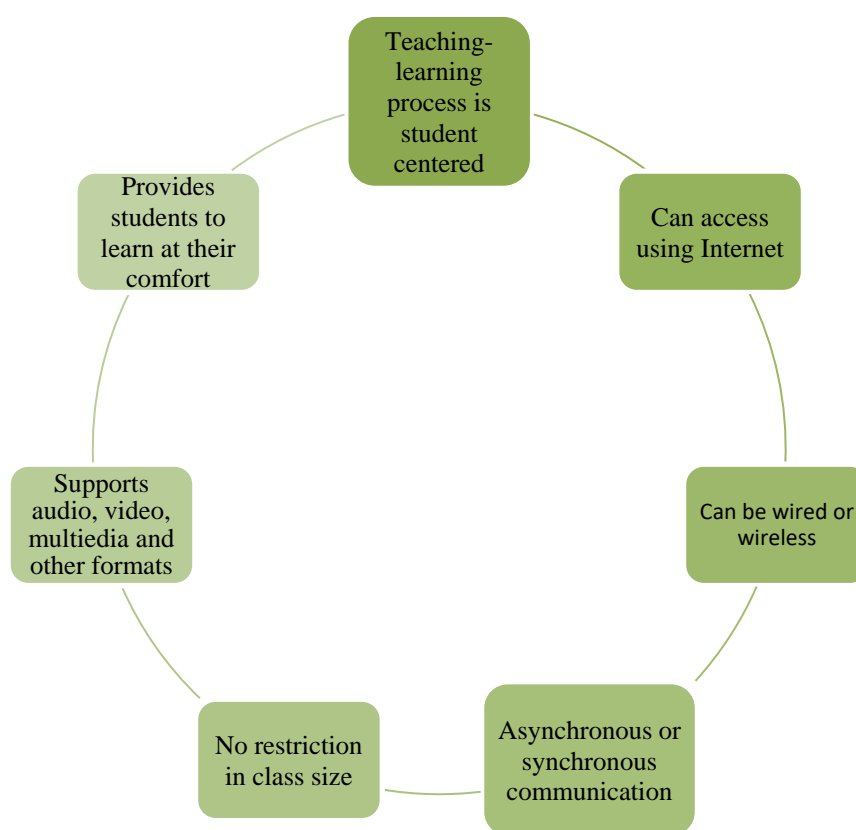 Teaching-
learning
process is
student
centered
Can access
using Internet
Can be wired or
wireless
Asynchronous or
synchronous
communication
No restriction
in class size
Supports
audio, video,
multiedia and
other formats
Provides
students to
learn at their
comfort